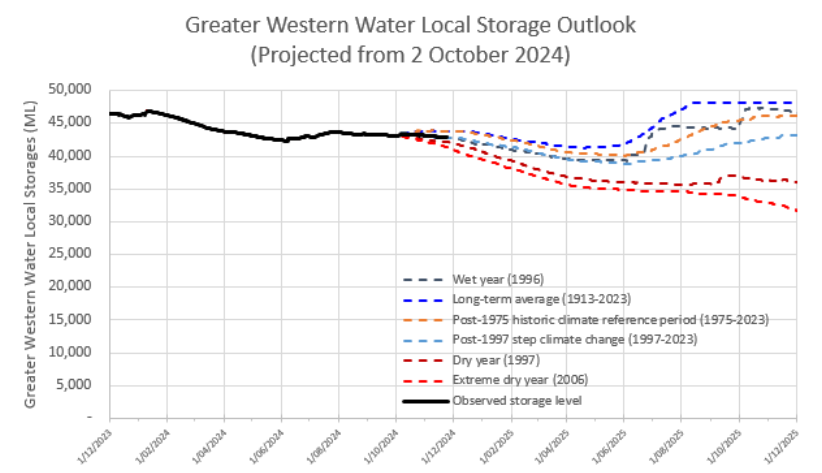 Greater Western Water Local Storage Outlook
(Projected from 2 October 2024)
Greater Western Water Local Storages (ML)
50,000
45,000
40,000
35,000
30,000
25,000
20,000
15,000
10,000
5,000
-
Wet year (1996)
Long-term average (1913-2023)
Post-1975 historic climate reference period (1975-2023)
Post-1997 step climate change (1997-2023)
Dry year (1997)
Extreme dry year (2006)
Observed storage level
1/12/2023
1/02/2024
1/04/2024
1/06/2024
1/08/2024
1/10/2024
1/12/2024
1/02/2025
1/04/2025
1/06/2025
1/08/2025
1/10/2025
1/12/2025